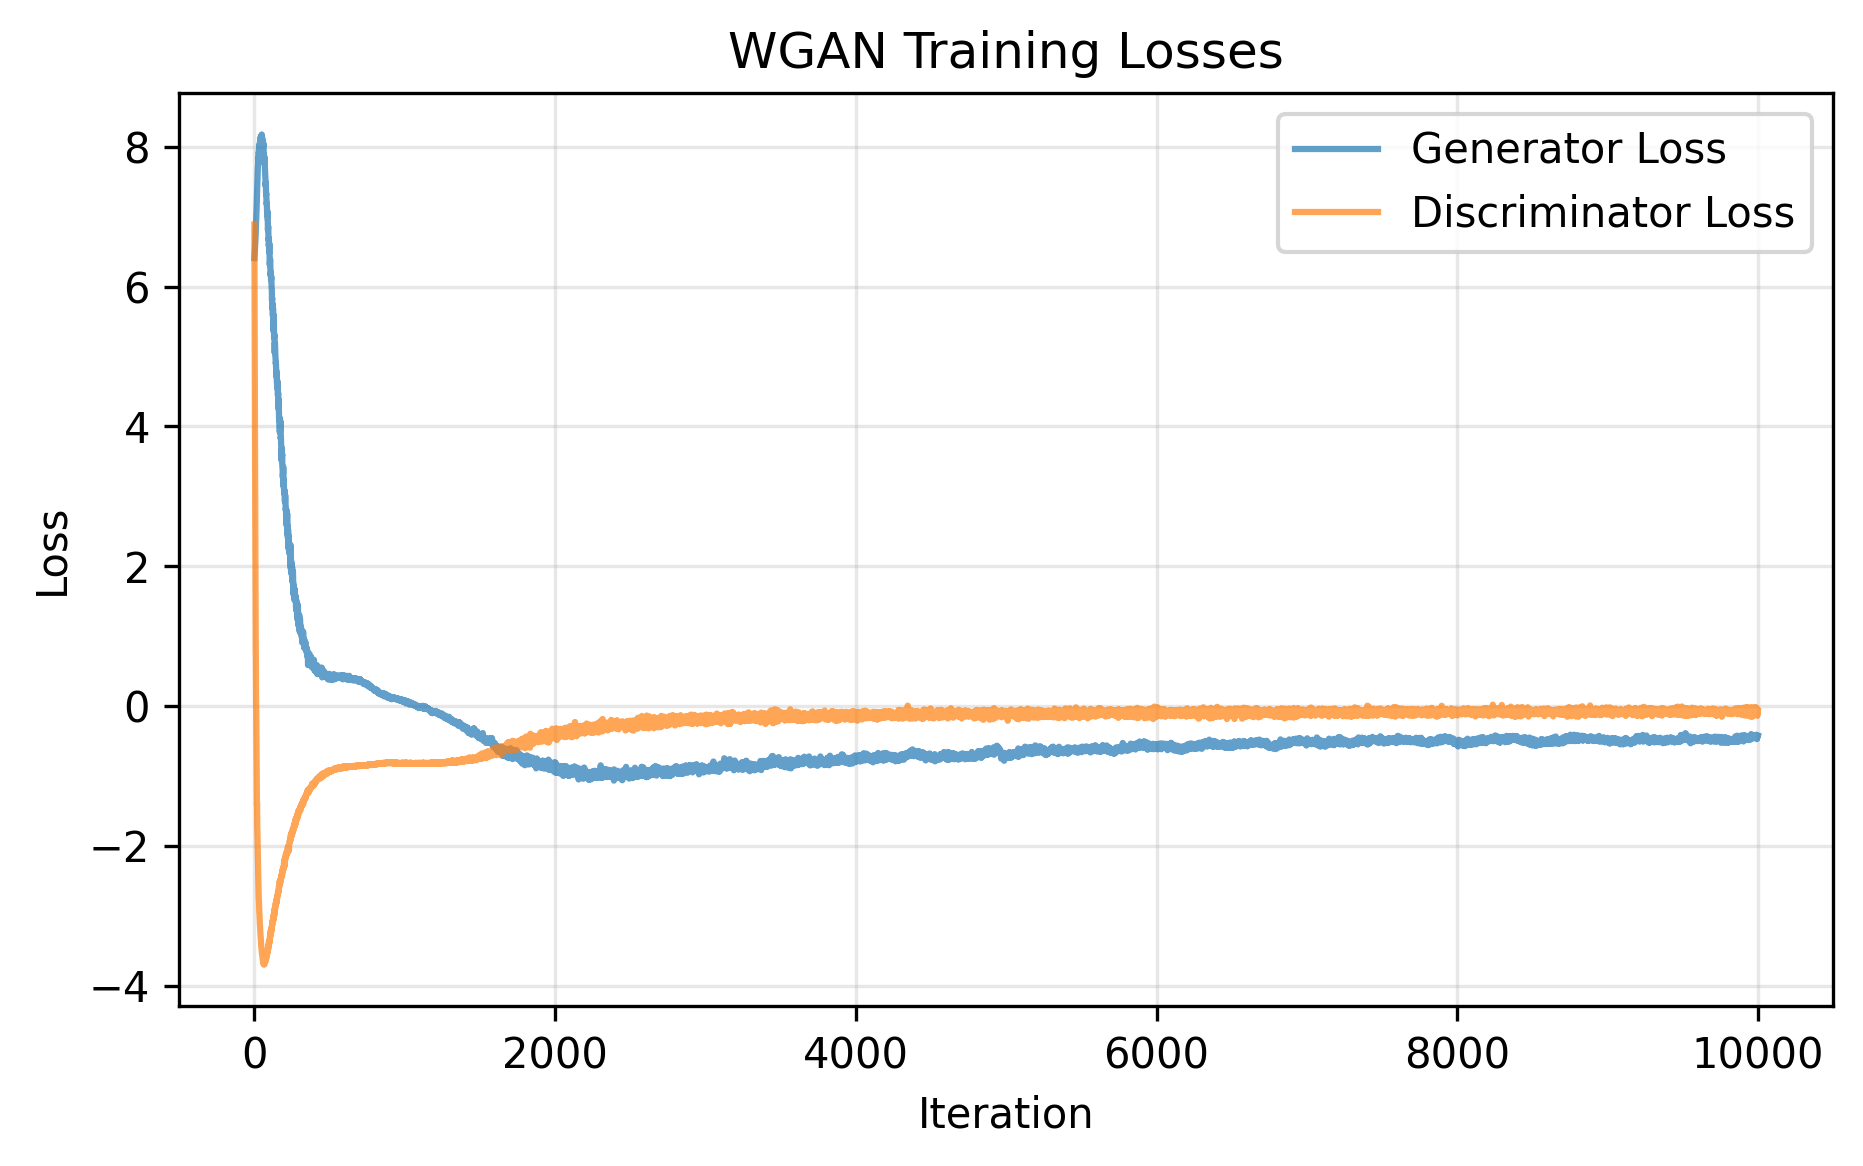 WGAN Training Losses
Generator Loss
Discriminator Loss
8
6
4
2
0
−2
−4
Loss
0 2000 4000 6000 8000 10000
Iteration